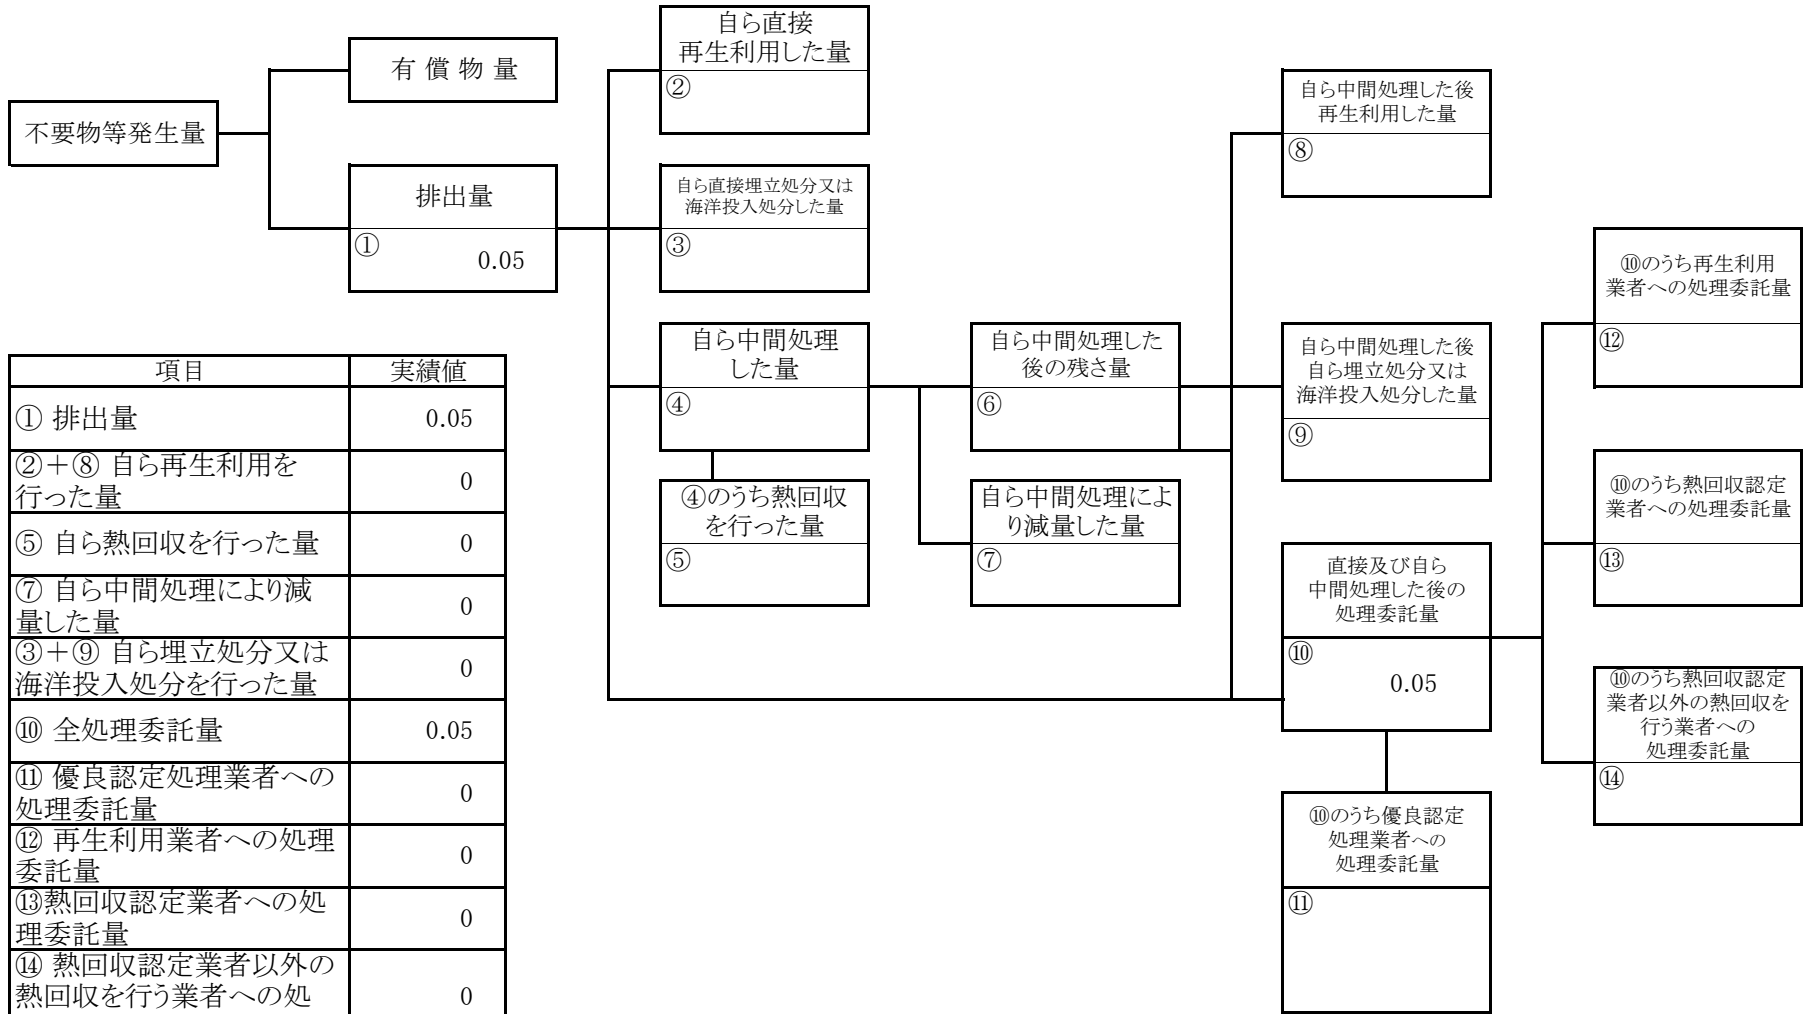 不要物等発生量
有償物量
排出量
①
0.05
自ら直接
再生利用した量
②
自ら直接埋立処分又は
海洋投入処分した量
③
自ら中間処理
した量
④
④のうち熱回収
を行った量
⑤
自ら中間処理した
後の残さ量
⑥
自ら中間処理によ
り減量した量
⑦
自ら中間処理した後
再生利用した量
⑧
自ら中間処理した後
自ら埋立処分又は
海洋投入処分した量
⑨
直接及び自ら
中間処理した後の
処理委託量
⑩
0.05
⑩のうち優良認定
処理業者への
処理委託量
⑪
⑩のうち再生利用
業者への処理委託量
⑫
⑩のうち熱回収認定
業者への処理委託量
⑬
⑩のうち熱回収認定
業者以外の熱回収を
行う業者への
処理委託量
⑭
項目 実績値
① 排出量 0.05
②+⑧ 自ら再生利用を
行った量 0
⑤ 自ら熱回収を行った量 0
⑦ 自ら中間処理により減
量した量 0
③+⑨ 自ら埋立処分又は
海洋投入処分を行った量 0
⑩ 全処理委託量 0.05
⑪ 優良認定処理業者への
処理委託量 0
⑫ 再生利用業者への処理
委託量 0
⑬熱回収認定業者への処
理委託量 0
⑭ 熱回収認定業者以外の
熱回収を行う業者への処 0